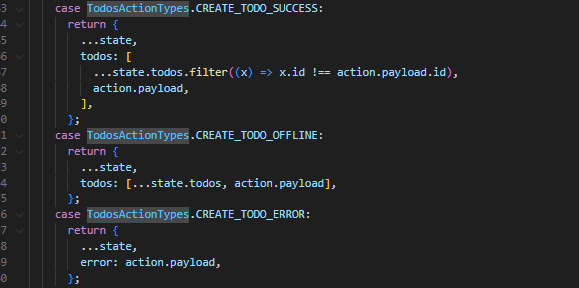 3 case TodosActionTypes.CREATE_TODO_SUCCESS:
4 return {
5 ...state,
6 todos: [
7 ...state.todos.filter((x) => x.id !== action.payload.id),
8 action.payload,
9 ],
0 };
1 case TodosActionTypes.CREATE_TODO_OFFLINE:
2 return {
3 ...state,
4 todos: [...state.todos, action.payload],
5 };
6 case TodosActionTypes.CREATE_TODO_ERROR:
7 return {
8 ...state,
9 error: action.payload,
0 };